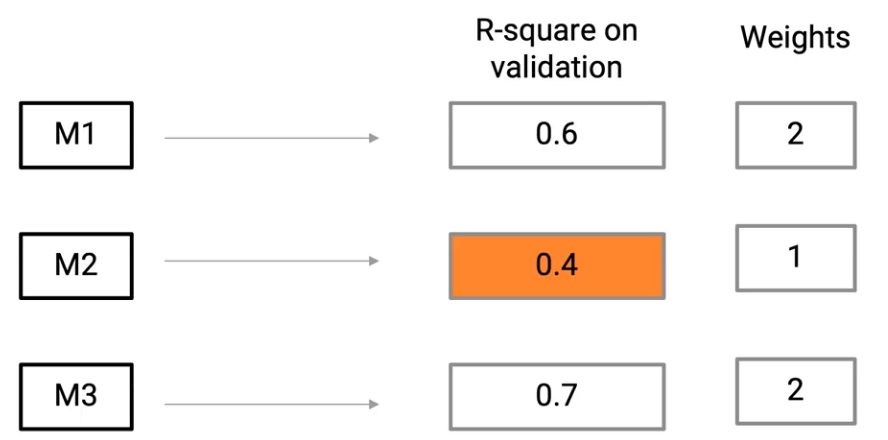 R-square on
validation
Weights
M1
0.6
2
M2
0.4
1
M3
0.7
2